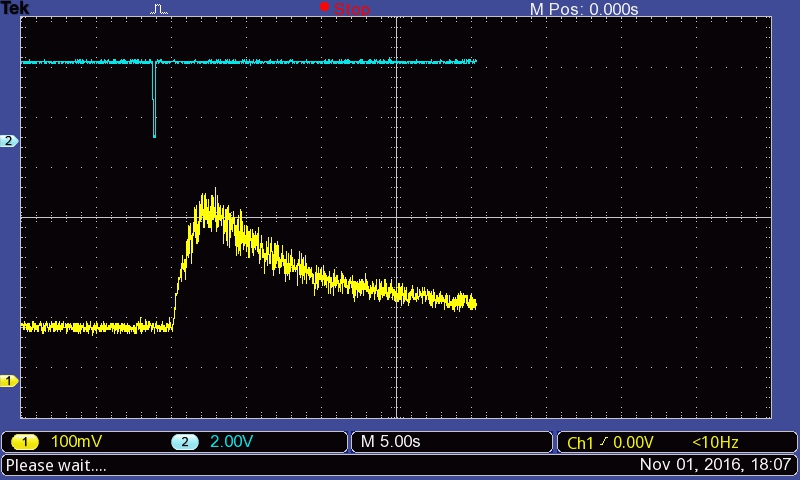 Tek Stop M Pos: 0.000s
2
1
1 100mV 2 2.00V M 5.00s Ch1 0.00V <10Hz
Please wait.... Nov 01, 2016, 18:07